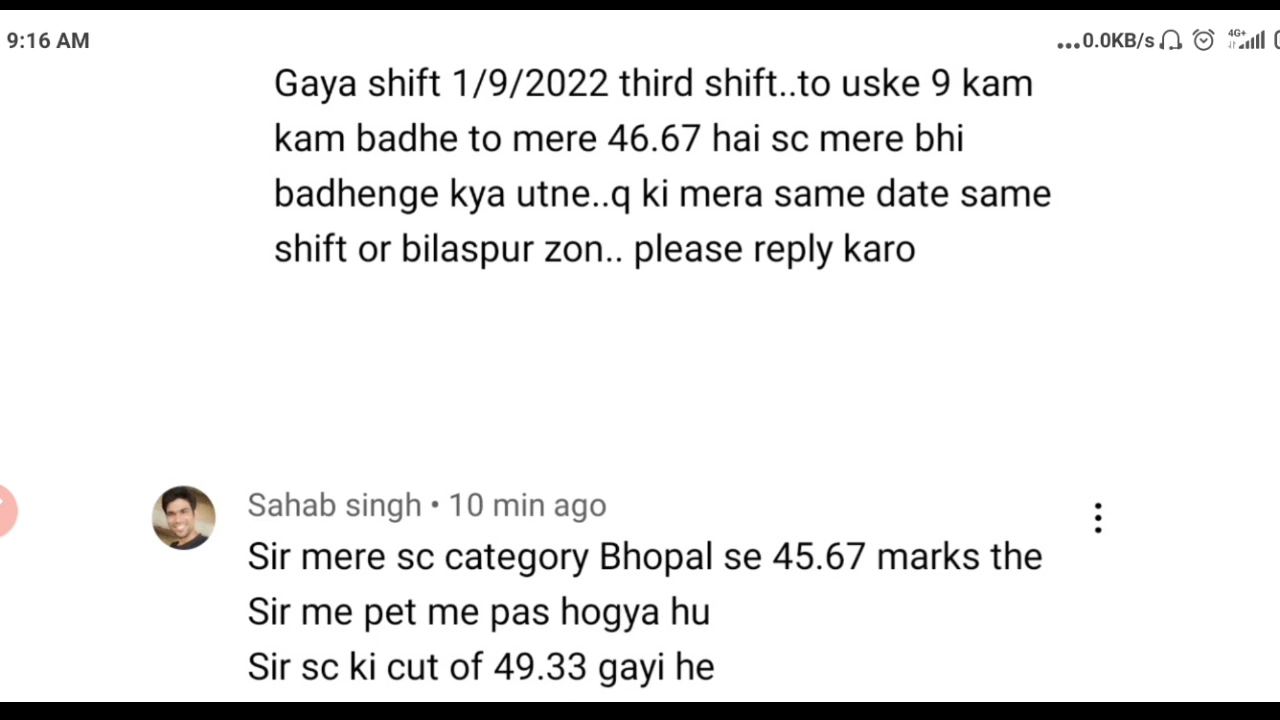 9:16 AM ...0.0KB/s 4G+
Gaya shift 1/9/2022 third shift..to uske 9 kam
kam badhe to mere 46.67 hai sc mere bhi
badhenge kya utne..q ki mera same date same
shift or bilaspur zon.. please reply karo
Sahab singh • 10 min ago
Sir mere sc category Bhopal se 45.67 marks the
Sir me pet me pas hogya hu
Sir sc ki cut of 49.33 gayi he